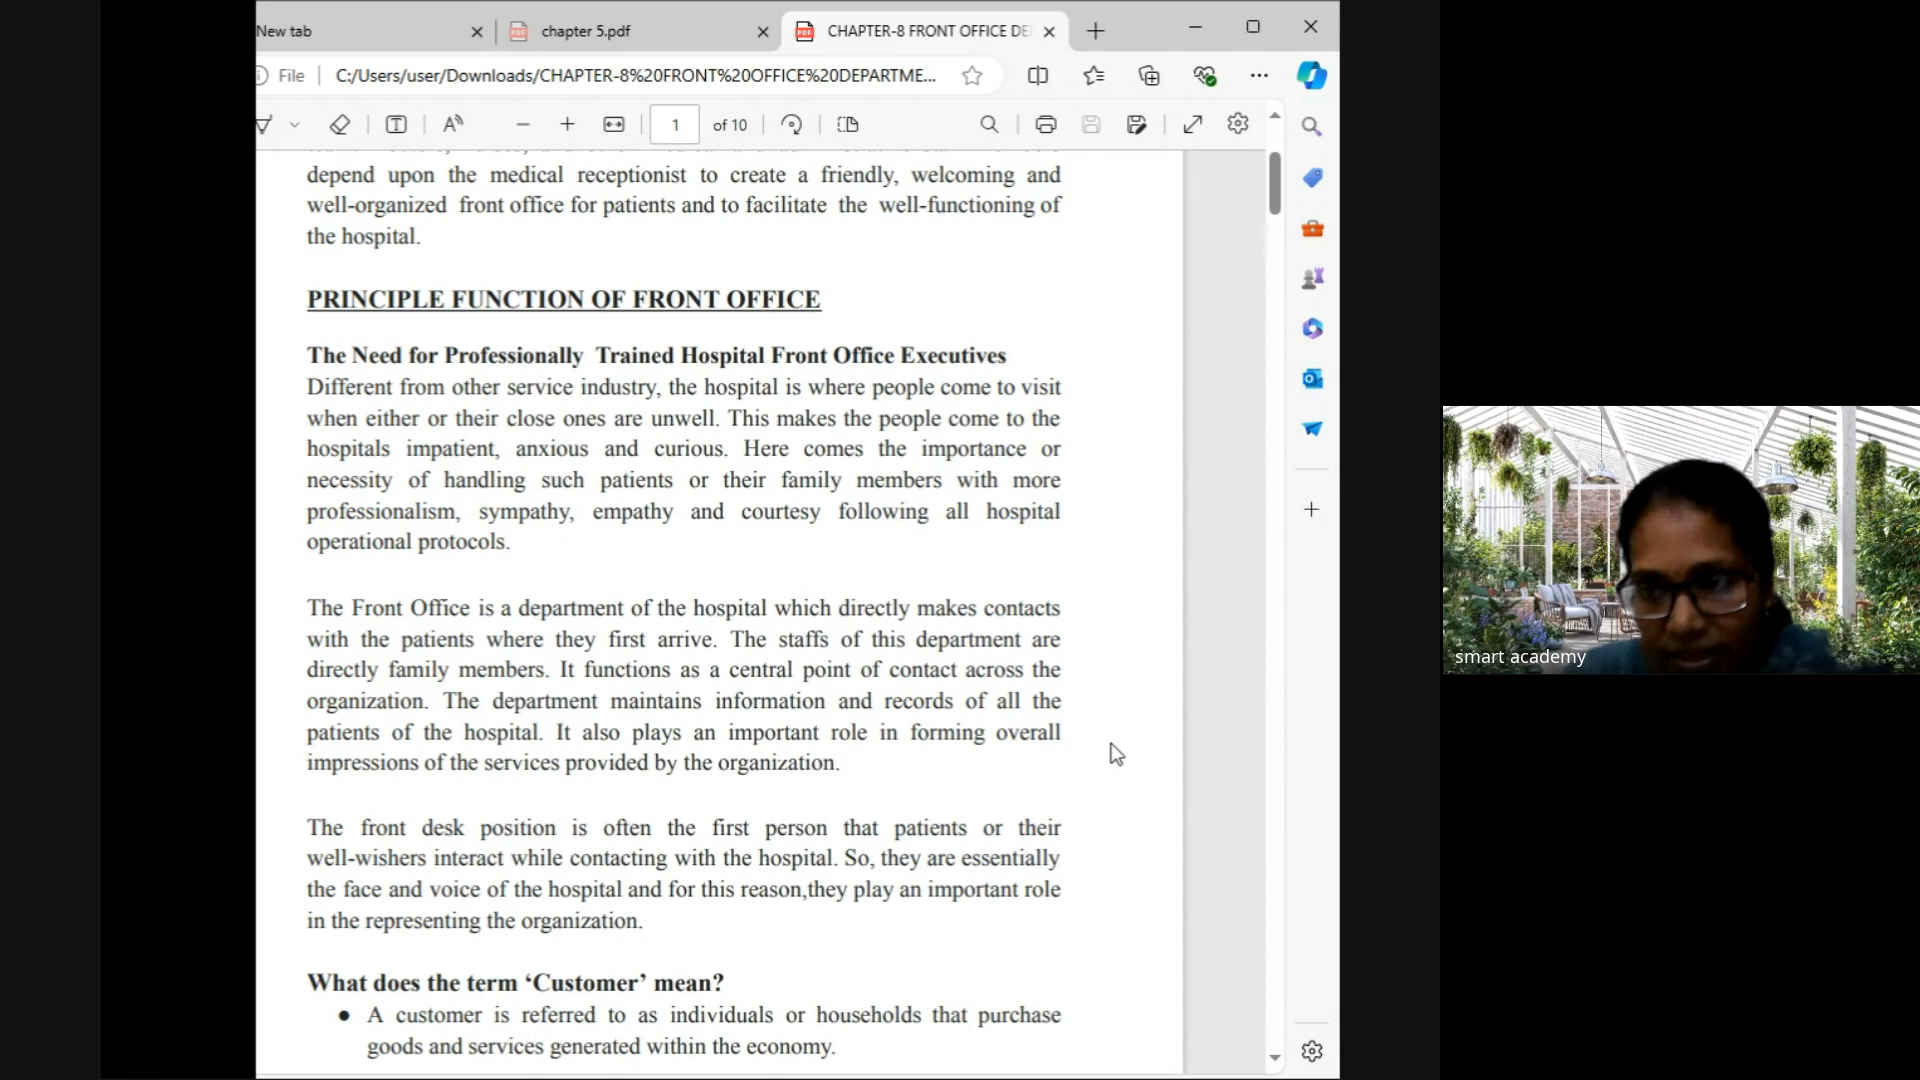 New tab
chapter 5.pdf
CHAPTER-8 FRONT OFFICE DE
File
C:/Users/user/Downloads/CHAPTER-8%20FRONT%20OFFICE%20DEPARTME...
1 of 10
depend upon the medical receptionist to create a friendly, welcoming and
well-organized front office for patients and to facilitate the well-functioning of
the hospital.
PRINCIPLE FUNCTION OF FRONT OFFICE
The Need for Professionally Trained Hospital Front Office Executives
Different from other service industry, the hospital is where people come to visit
when either or their close ones are unwell. This makes the people come to the
hospitals impatient, anxious and curious. Here comes the importance or
necessity of handling such patients or their family members with more
professionalism, sympathy, empathy and courtesy following all hospital
operational protocols.
The Front Office is a department of the hospital which directly makes contacts
with the patients where they first arrive. The staffs of this department are
directly family members. It functions as a central point of contact across the
organization. The department maintains information and records of all the
patients of the hospital. It also plays an important role in forming overall
impressions of the services provided by the organization.
The front desk position is often the first person that patients or their
well-wishers interact while contacting with the hospital. So, they are essentially
the face and voice of the hospital and for this reason,they play an important role
in the representing the organization.
What does the term ‘Customer’ mean?
● A customer is referred to as individuals or households that purchase
goods and services generated within the economy.
smart academy